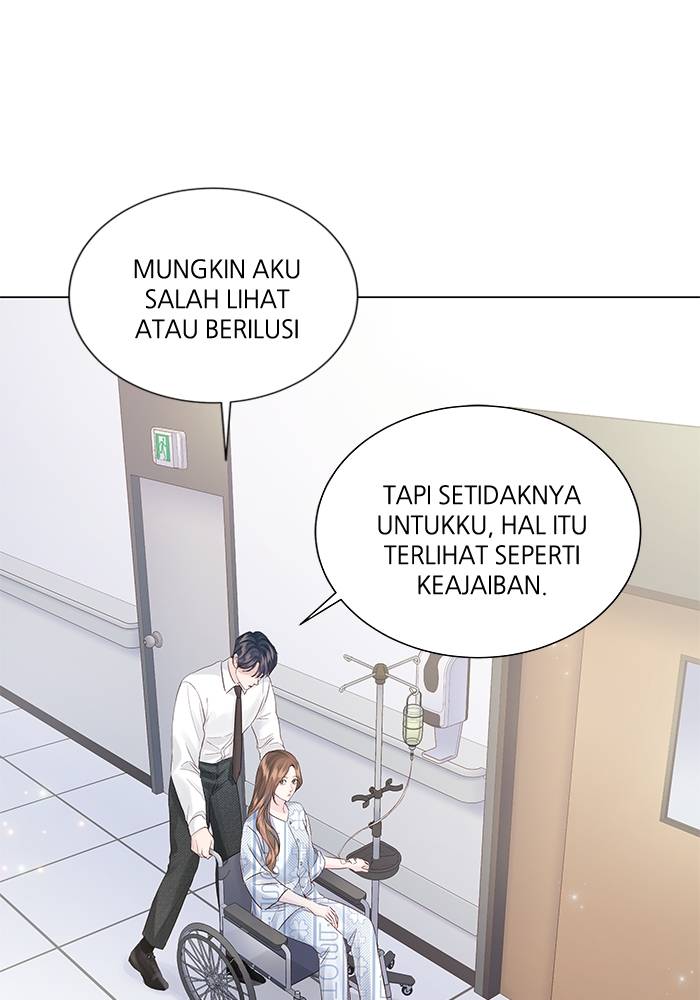 MUNGKIN AKU
SALAH LIHAT
ATAU BERILUSI
TAPI SETIDAKNYA
UNTUKKU, HAL ITU
TERLIHAT SEPERTI
KEAJAIBAN.